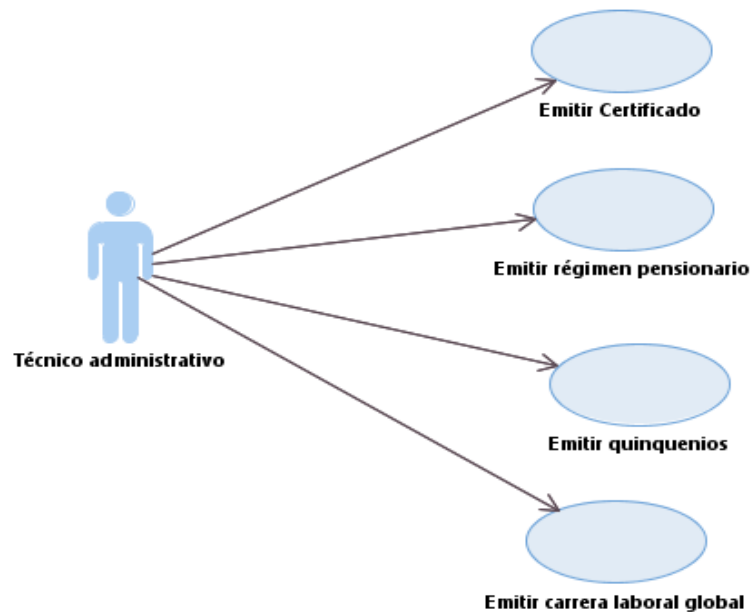 Emitir Certificado
Emitir régimen pensionario
Técnico administrativo
Emitir quinquenios
Emitir carrera laboral global